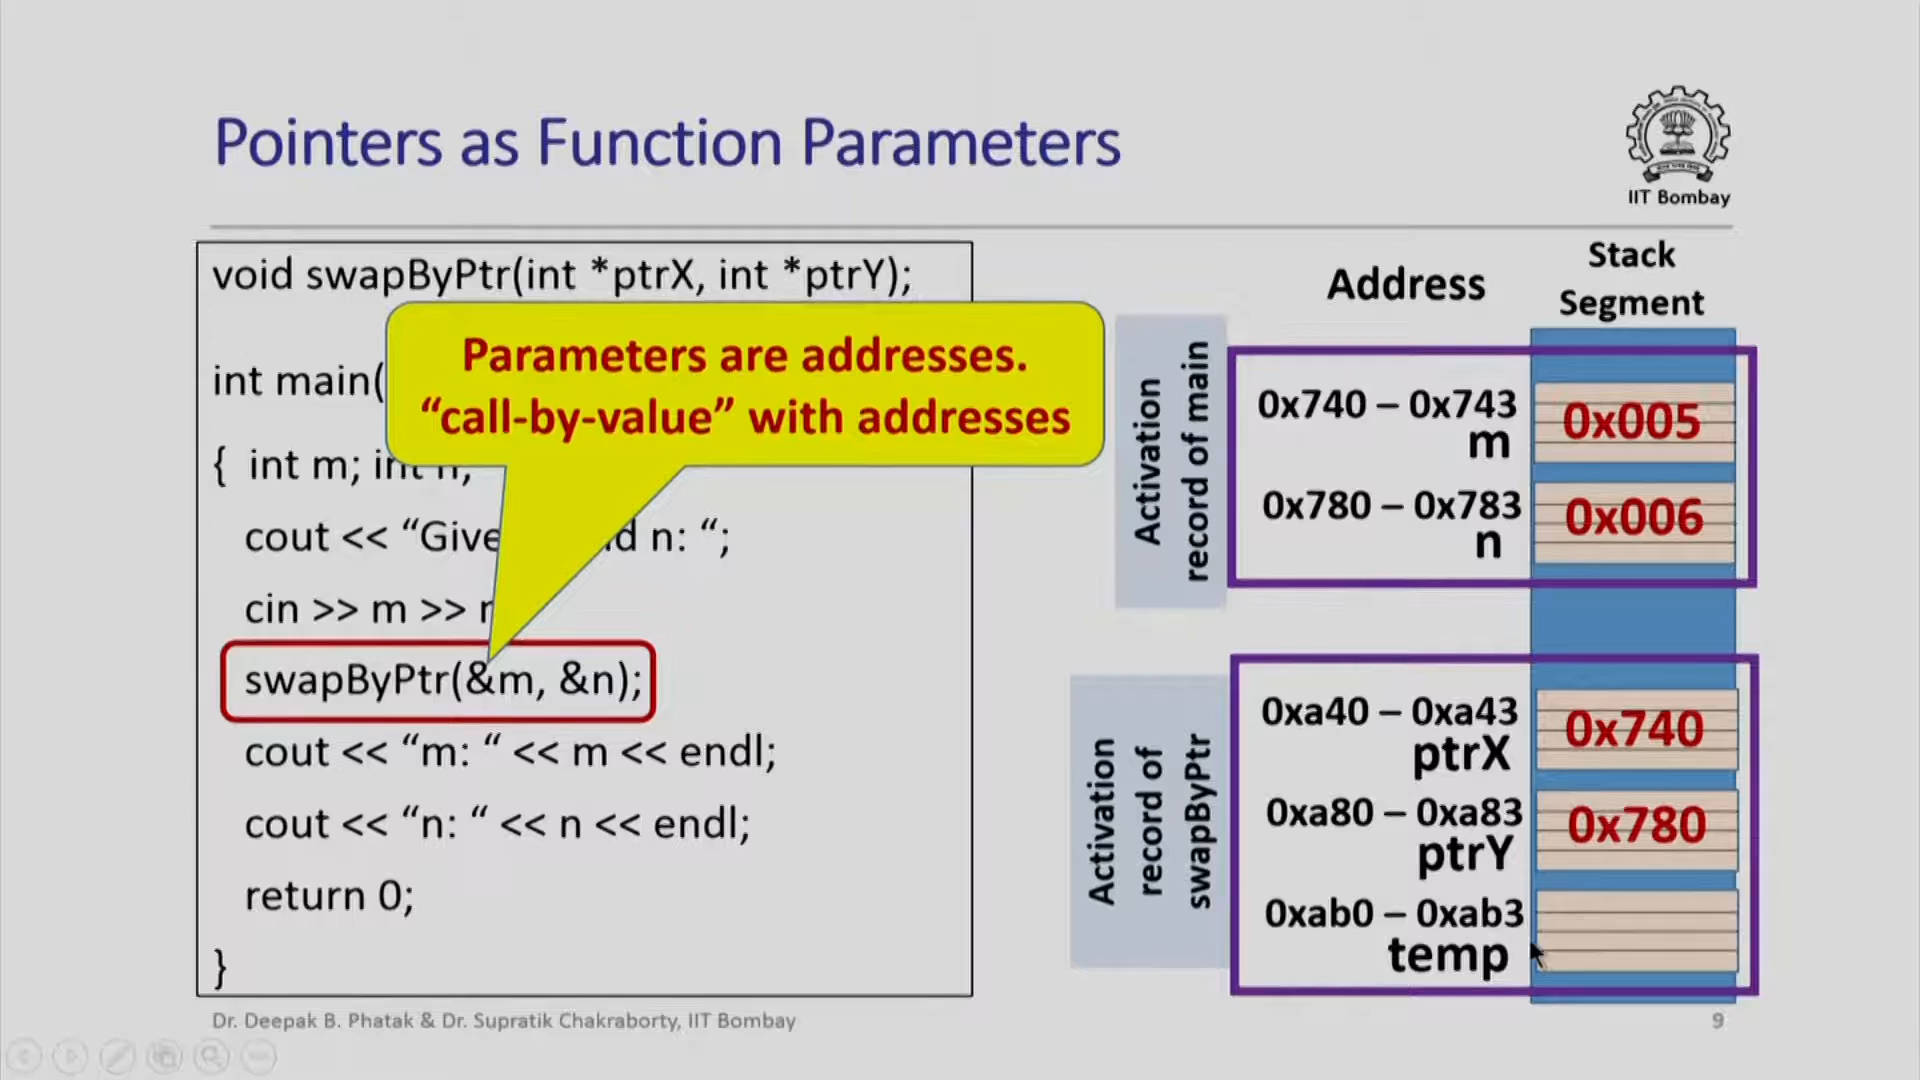 Pointers as Function Parameters
IIT Bombay
void swapByPtr(int *ptrX, int *ptrY);
Parameters are addresses.
“call-by-value” with addresses
int main(
{ int m; int n;
cout << “Give d n: “;
cin >> m >> n
swapByPtr(&m, &n);
cout << “m: “ << m << endl;
cout << “n: “ << n << endl;
return 0;
}
Address
Stack
Segment
Activation
record of main
0x740 – 0x743
m
0x005
0x780 – 0x783
n
0x006
Activation
record of
swapByPtr
0xa40 – 0xa43
ptrX
0x740
0xa80 – 0xa83
ptrY
0x780
0xab0 – 0xab3
temp
Dr. Deepak B. Phatak & Dr. Supratik Chakraborty, IIT Bombay
9